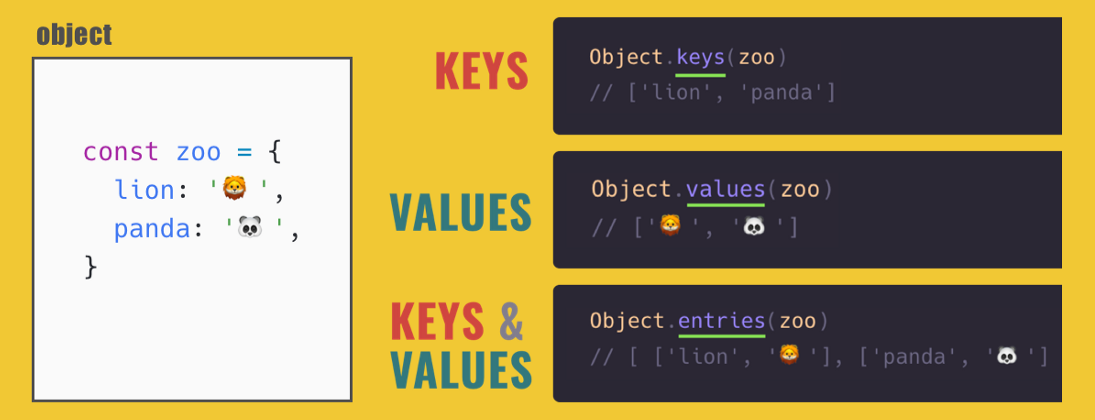 object
const zoo = {
lion: '🦁 ',
panda: '🐼 ',
}
KEYS
Object.keys(zoo)
// ['lion', 'panda']
VALUES
Object.values(zoo)
// ['🦁 ', '🐼 ']
KEYS &
VALUES
Object.entries(zoo)
// [ ['lion', '🦁 '], ['panda', '🐼 ']